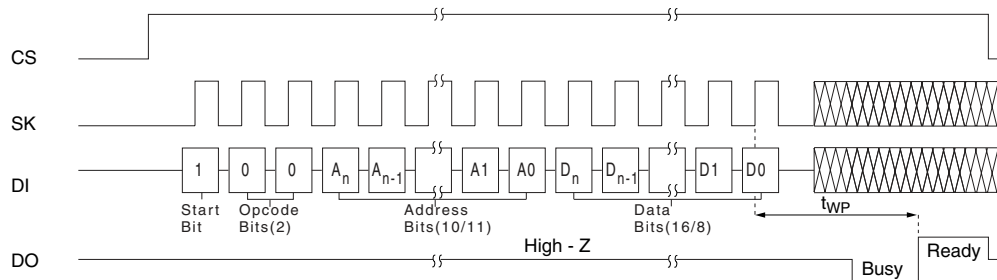 CS
SK
DI
1 0 0 An An-1 A1 A0 Dn Dn-1 D1 D0
Start Bit
Opcode Bits(2)
Address Bits(10/11)
Data Bits(16/8)
tWP
DO
High - Z
Busy
Ready